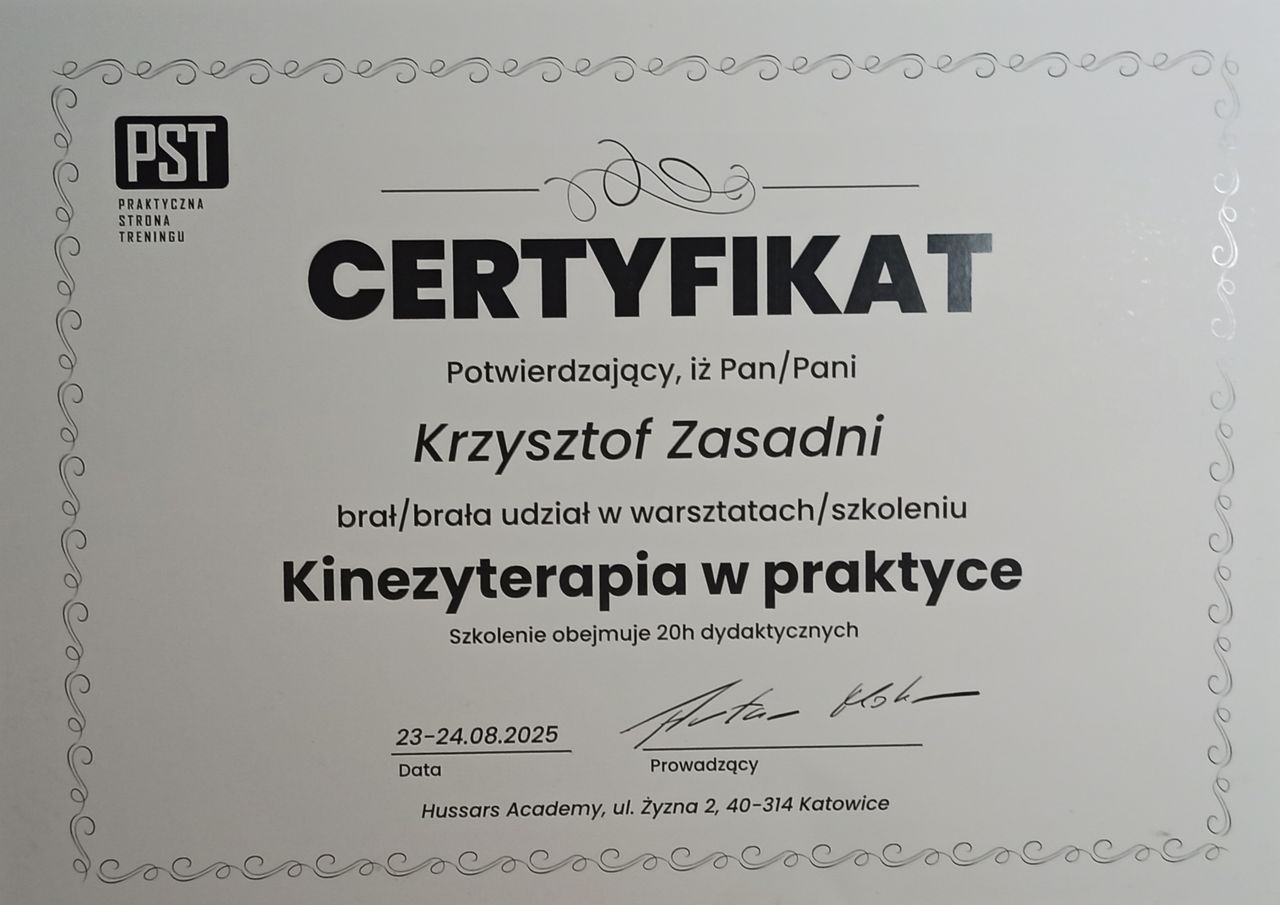 PST
PRAKTYCZNA
STRONA
TRENINGU
CERTYFIKAT
Potwierdzający, iż Pan/Pani
Krzysztof Zasadni
brał/brała udział w warsztatach/szkoleniu
Kinezyterapia w praktyce
Szkolenie obejmuje 20h dydaktycznych
23-24.08.2025
Data
Prowadzący
Hussars Academy, ul. Żyzna 2, 40-314 Katowice